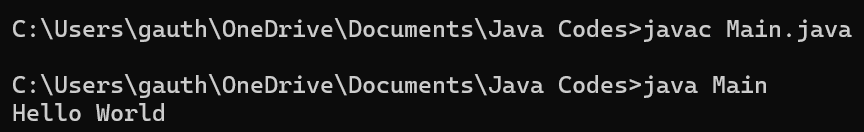 C:\Users\gauth\OneDrive\Documents\Java Codes>javac Main.java
C:\Users\gauth\OneDrive\Documents\Java Codes>java Main
Hello World